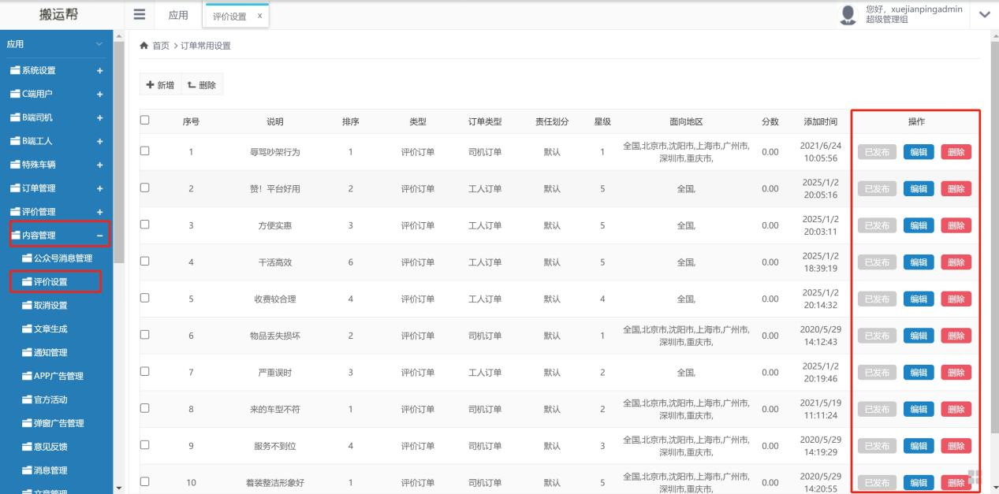 搬运帮
应用
评价设置 x
您好，xuejianpingadmin
超级管理组
应用
系统设置 +
C端用户 +
B端司机 +
B端工人 +
特殊车辆 +
订单管理 +
评价管理 +
内容管理 −
公众号消息管理
评价设置
取消设置
文章生成
通知管理
APP广告管理
官方活动
弹窗广告管理
意见反馈
消息管理
文章管理
首页 > 订单常用设置
+ 新增 删除
序号 说明 排序 类型 订单类型 责任划分 星级 面向地区 分数 添加时间 操作
1 辱骂吵架行为 1 评价订单 司机订单 默认 1 全国,北京市,沈阳市,上海市,广州市,深圳市,重庆市, 0.00 2021/6/24 10:05:56 已发布 编辑 删除
2 赞！平台好用 2 评价订单 工人订单 默认 5 全国, 0.00 2025/1/2 20:05:16 已发布 编辑 删除
3 方便实惠 3 评价订单 工人订单 默认 5 全国, 0.00 2025/1/2 20:03:11 已发布 编辑 删除
4 干活高效 6 评价订单 工人订单 默认 5 全国, 0.00 2025/1/2 18:39:19 已发布 编辑 删除
5 收费较合理 4 评价订单 工人订单 默认 4 全国, 0.00 2025/1/2 20:14:32 已发布 编辑 删除
6 物品丢失损坏 2 评价订单 司机订单 默认 1 全国,北京市,沈阳市,上海市,广州市,深圳市,重庆市, 0.00 2020/5/29 14:12:43 已发布 编辑 删除
7 严重误时 3 评价订单 工人订单 默认 2 全国, 0.00 2025/1/2 20:19:46 已发布 编辑 删除
8 来的车型不符 1 评价订单 司机订单 默认 2 全国,北京市,沈阳市,上海市,广州市,深圳市,重庆市, 0.00 2021/5/19 11:11:24 已发布 编辑 删除
9 服务不到位 4 评价订单 司机订单 默认 3 全国,北京市,沈阳市,上海市,广州市,深圳市,重庆市, 0.00 2020/5/29 14:19:29 已发布 编辑 删除
10 着装整洁形象好 1 评价订单 司机订单 默认 5 全国,北京市,沈阳市,上海市,广州市,深圳市,重庆市, 0.00 2020/5/29 14:20:55 已发布 编辑 删除